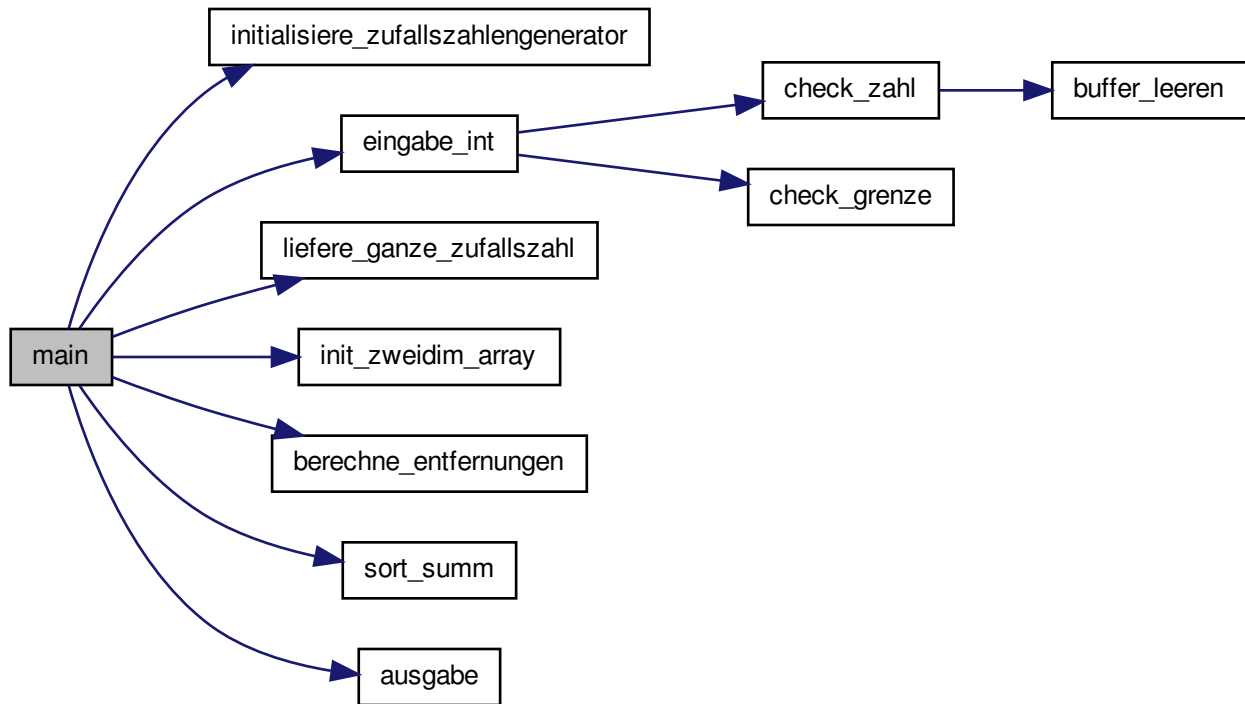 main
initialisiere_zufallszahlengenerator
eingabe_int
check_zahl
buffer_leeren
check_grenze
liefere_ganze_zufallszahl
init_zweidim_array
berechne_entfernungen
sort_summ
ausgabe